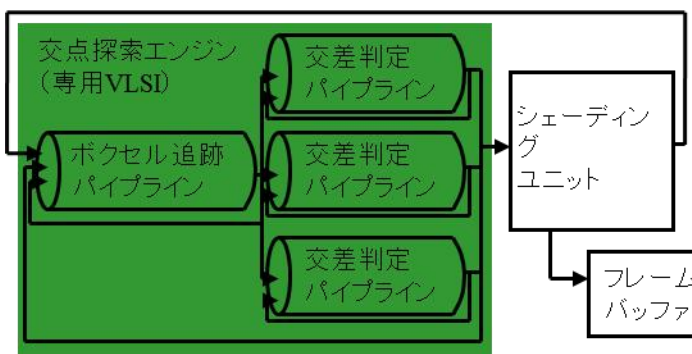 交点探索エンジン
（専用VLSI）
交差判定
パイプライン
ボクセル追跡
パイプライン
交差判定
パイプライン
交差判定
パイプライン
シェーディン
グ
ユニット
フレーム
バッファ